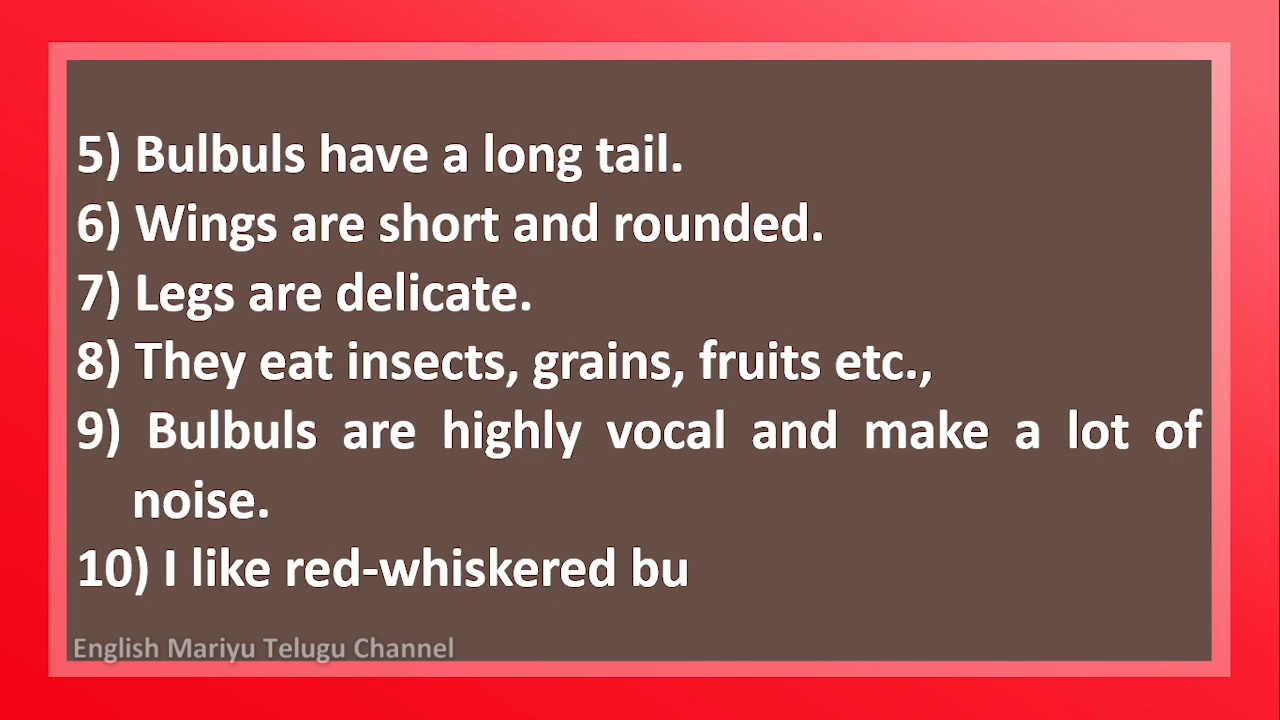 5) Bulbuls have a long tail.
6) Wings are short and rounded.
7) Legs are delicate.
8) They eat insects, grains, fruits etc.,
9) Bulbuls are highly vocal and make a lot of
noise.
10) I like red-whiskered bu
English Mariyu Telugu Channel